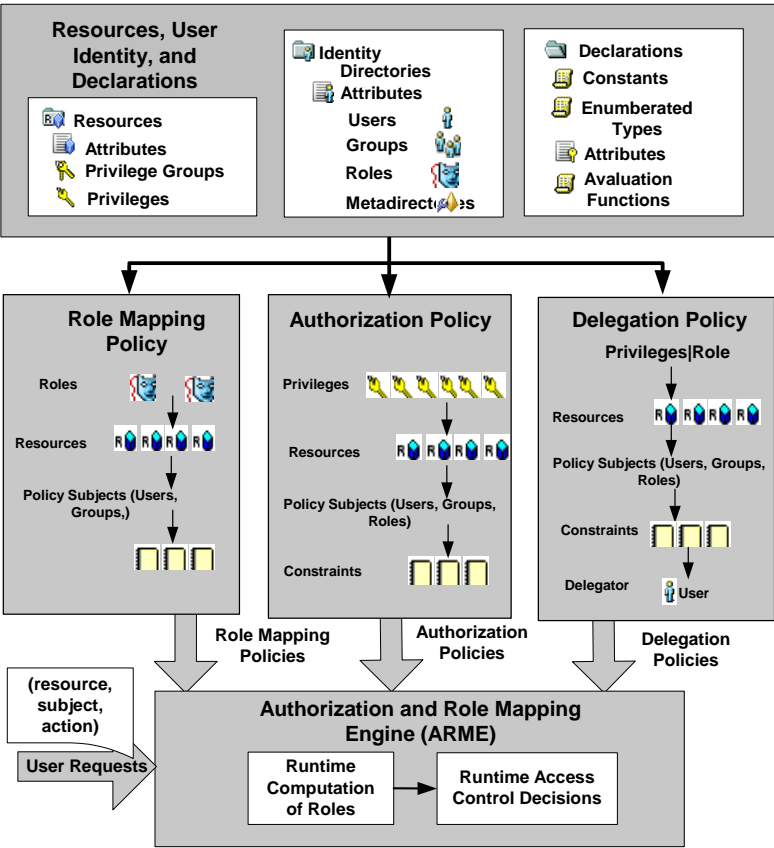 Resources, User
Identity, and
Declarations
Resources
Attributes
Privilege Groups
Privileges
Identity
Directories
Attributes
Users
Groups
Roles
Metadirectories
Declarations
Constants
Enumberated
Types
Attributes
Avaluation
Functions
Role Mapping
Policy
Roles
Resources
R R R R
Policy Subjects (Users,
Groups,)
Authorization Policy
Privileges
Resources
R R R R
Policy Subjects (Users, Groups,
Roles)
Constraints
Delegation Policy
Privileges|Role
Resources
R R R R
Policy Subjects (Users, Groups,
Roles)
Constraints
Delegator
User
Role Mapping
Policies
Authorization
Policies
Delegation
Policies
(resource,
subject,
action)
User Requests
Authorization and Role Mapping
Engine (ARME)
Runtime
Computation
of Roles
Runtime Access
Control Decisions